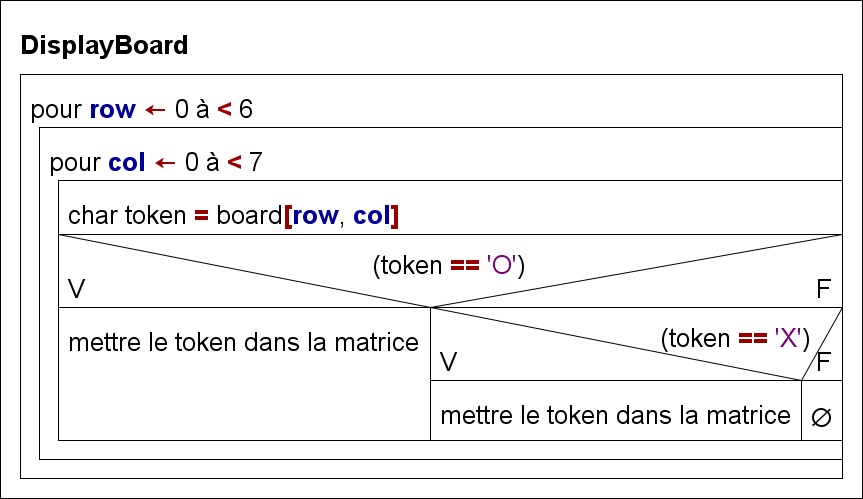 DisplayBoard
pour row ← 0 à < 6
pour col ← 0 à < 7
char token = board[row, col]
(token == 'O')
V
F
mettre le token dans la matrice
(token == 'X')
V
F
mettre le token dans la matrice
∅